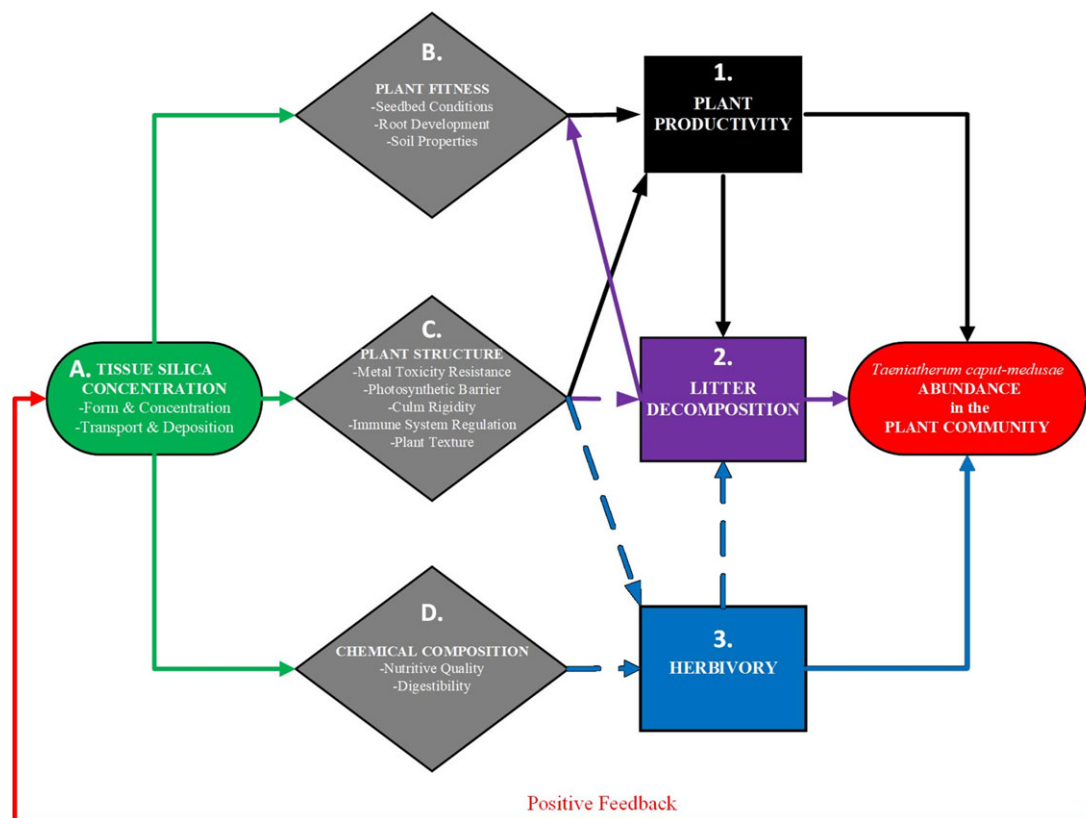 B.
PLANT FITNESS
-Seedbed Conditions
-Root Development
-Soil Properties
1.
PLANT
PRODUCTIVITY
A. TISSUE SILICA
CONCENTRATION
-Form & Concentration
-Transport & Deposition
C.
PLANT STRUCTURE
-Metal Toxicity Resistance
-Photosynthetic Barrier
-Culm Rigidity
-Immune System Regulation
-Plant Texture
2.
LITTER
DECOMPOSITION
Taeniatherum caput-medusae
ABUNDANCE
in the
PLANT COMMUNITY
D.
CHEMICAL COMPOSITION
-Nutritive Quality
-Digestibility
3.
HERBIVORY
Positive Feedback